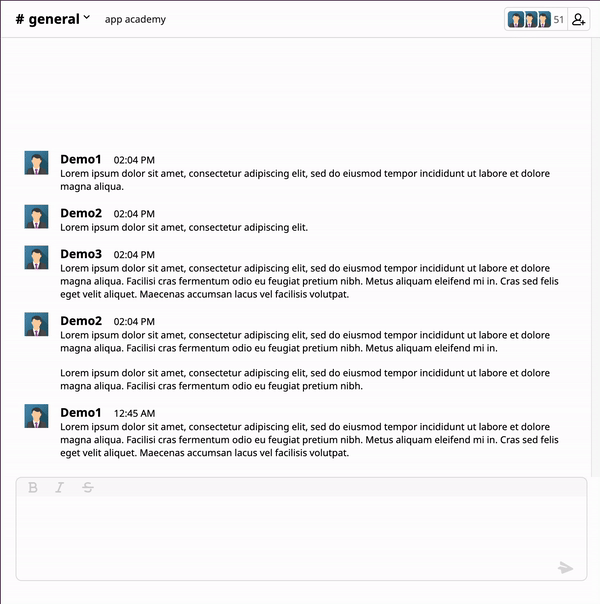 # general app academy 51
Demo1 02:04 PM
Lorem ipsum dolor sit amet, consectetur adipiscing elit, sed do eiusmod tempor incididunt ut labore et dolore
magna aliqua.
Demo2 02:04 PM
Lorem ipsum dolor sit amet, consectetur adipiscing elit.
Demo3 02:04 PM
Lorem ipsum dolor sit amet, consectetur adipiscing elit, sed do eiusmod tempor incididunt ut labore et dolore
magna aliqua. Facilisi cras fermentum odio eu feugiat pretium nibh. Metus aliquam eleifend mi in. Cras sed felis
eget velit aliquet. Maecenas accumsan lacus vel facilisis volutpat.
Demo2 02:04 PM
Lorem ipsum dolor sit amet, consectetur adipiscing elit, sed do eiusmod tempor incididunt ut labore et dolore
magna aliqua. Facilisi cras fermentum odio eu feugiat pretium nibh. Metus aliquam eleifend mi in.
Lorem ipsum dolor sit amet, consectetur adipiscing elit, sed do eiusmod tempor incididunt ut labore et dolore
magna aliqua. Facilisi cras fermentum odio eu feugiat pretium nibh.
Demo1 12:45 AM
Lorem ipsum dolor sit amet, consectetur adipiscing elit, sed do eiusmod tempor incididunt ut labore et dolore
magna aliqua. Facilisi cras fermentum odio eu feugiat pretium nibh. Metus aliquam eleifend mi in. Cras sed felis
eget velit aliquet. Maecenas accumsan lacus vel facilisis volutpat.
B I S